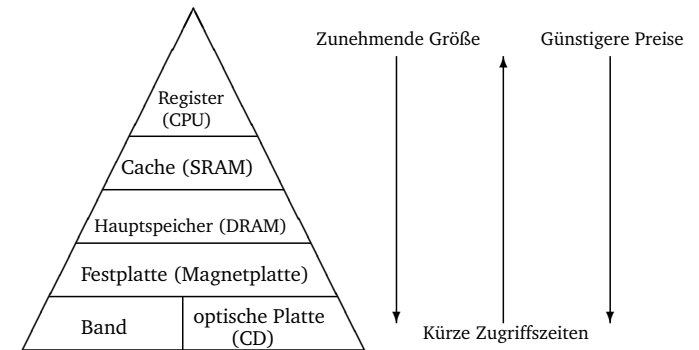 Zunehmende Größe
Günstigere Preise
Register
(CPU)
Cache (SRAM)
Hauptspeicher (DRAM)
Festplatte (Magnetplatte)
Band
optische Platte
(CD)
Kürze Zugriffszeiten